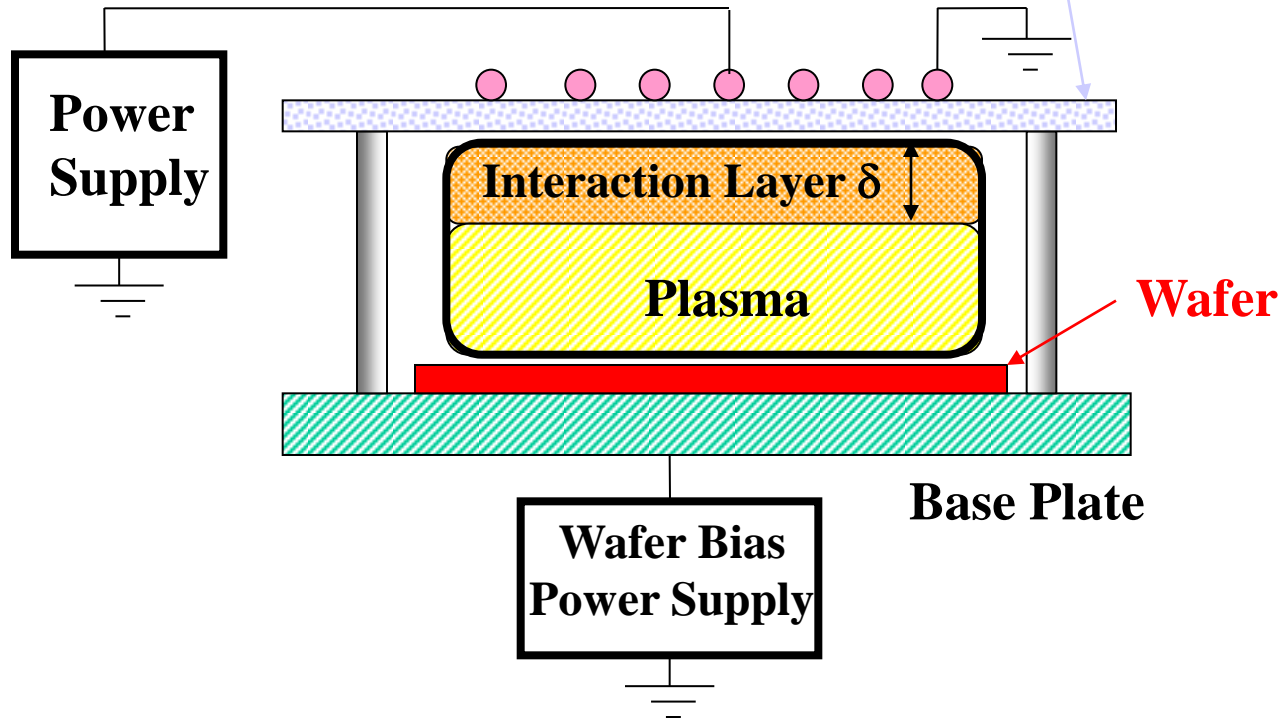 Power
Supply
Interaction Layer δ
Plasma
Wafer
Base Plate
Wafer Bias
Power Supply